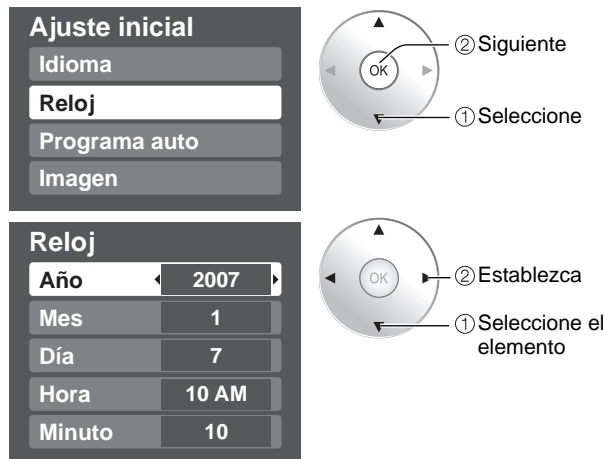 Ajuste inicial
Idioma
Reloj
Programa auto
Imagen
OK
②Siguiente
①Seleccione
Reloj
Año 2007
Mes 1
Día 7
Hora 10 AM
Minuto 10
OK
②Establezca
①Seleccione el
elemento